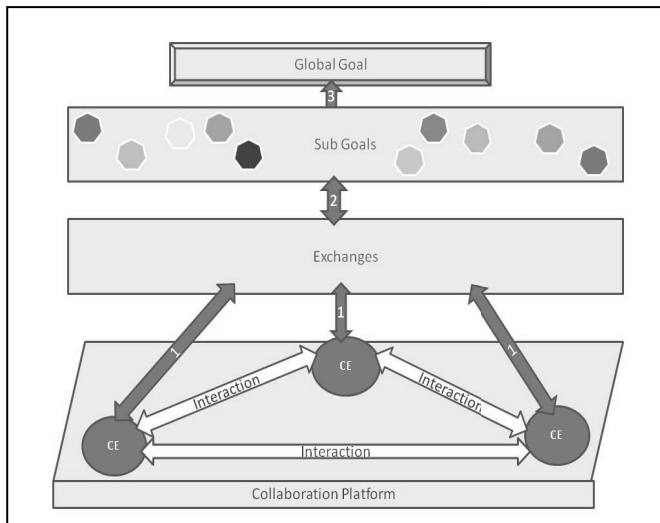 Global Goal
3
Sub Goals
2
Exchanges
1
1
1
CE
Interaction
Interaction
CE
CE
Interaction
Collaboration Platform